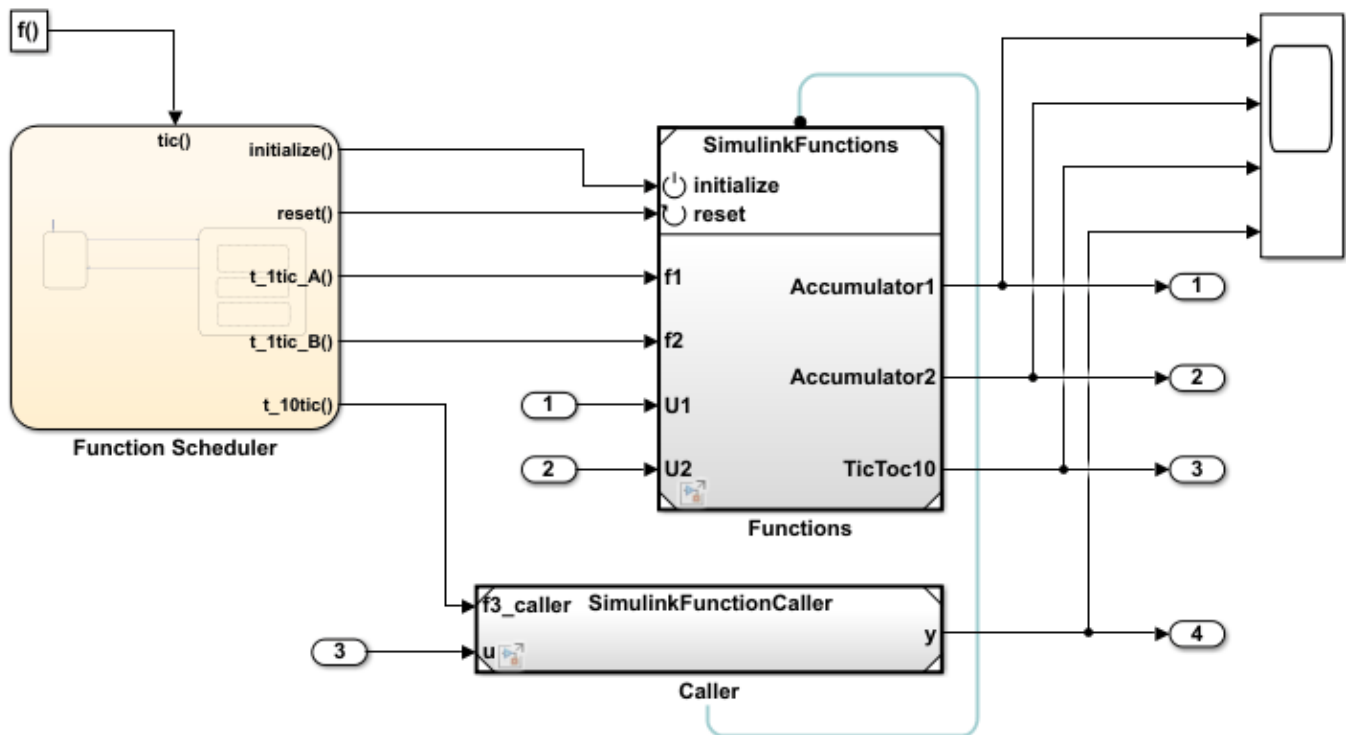 f()
tic()
initialize()
reset()
t_1tic_A()
t_1tic_B()
t_10tic()
Function Scheduler
SimulinkFunctions
initialize
reset
f1
f2
U1
U2
Accumulator1
Accumulator2
TicToc10
Functions
1
2
1
2
3
f3_caller
SimulinkFunctionCaller
u
y
Caller
3
4